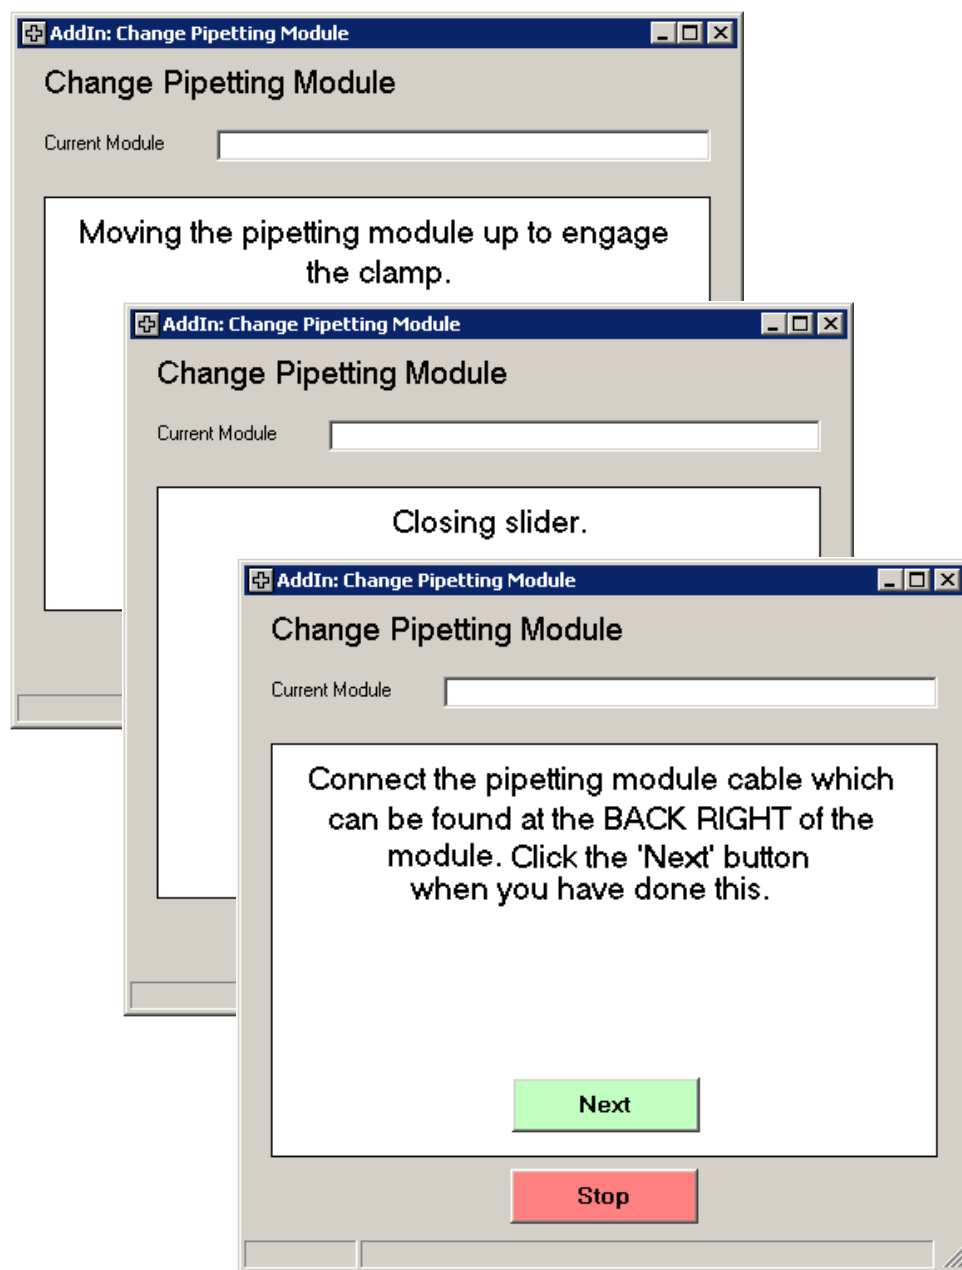 AddIn: Change Pipetting Module
Change Pipetting Module
Current Module
Moving the pipetting module up to engage
the clamp.
AddIn: Change Pipetting Module
Change Pipetting Module
Current Module
Closing slider.
AddIn: Change Pipetting Module
Change Pipetting Module
Current Module
Connect the pipetting module cable which
can be found at the BACK RIGHT of the
module. Click the 'Next' button
when you have done this.
Next
Stop